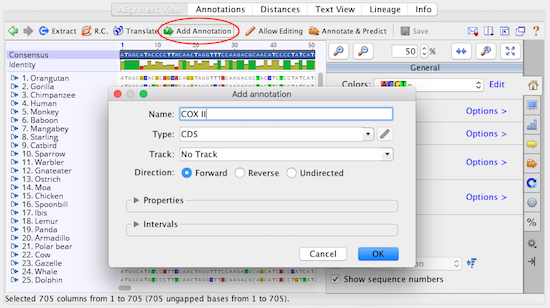 Alignment View Annotations Distances Text View Lineage Info
Extract R.C. Translate Add Annotation Allow Editing Annotate & Predict Save
1 10 20 30 40 50
Consensus
Identity
50 %
General
Colors: ACGT Edit
1. Orangutan
2. Gorilla
3. Chimpanzee
4. Human
5. Monkey
6. Baboon
7. Mangabey
8. Starling
9. Catbird
10. Sparrow
11. Warbler
12. Gnateater
13. Ostrich
14. Moa
15. Chicken
16. Spoonbill
17. Ibis
18. Lemur
19. Panda
20. Armadillo
21. Polar bear
22. Cow
23. Gazelle
24. Whale
25. Dolphin
Add annotation
Name: COX II
Type: CDS
Track: No Track
Direction: Forward Reverse Undirected
Properties
Intervals
Cancel OK
Options >
Options >
Options >
Show sequence numbers
Selected 705 columns from 1 to 705 (705 ungapped bases from 1 to 705).